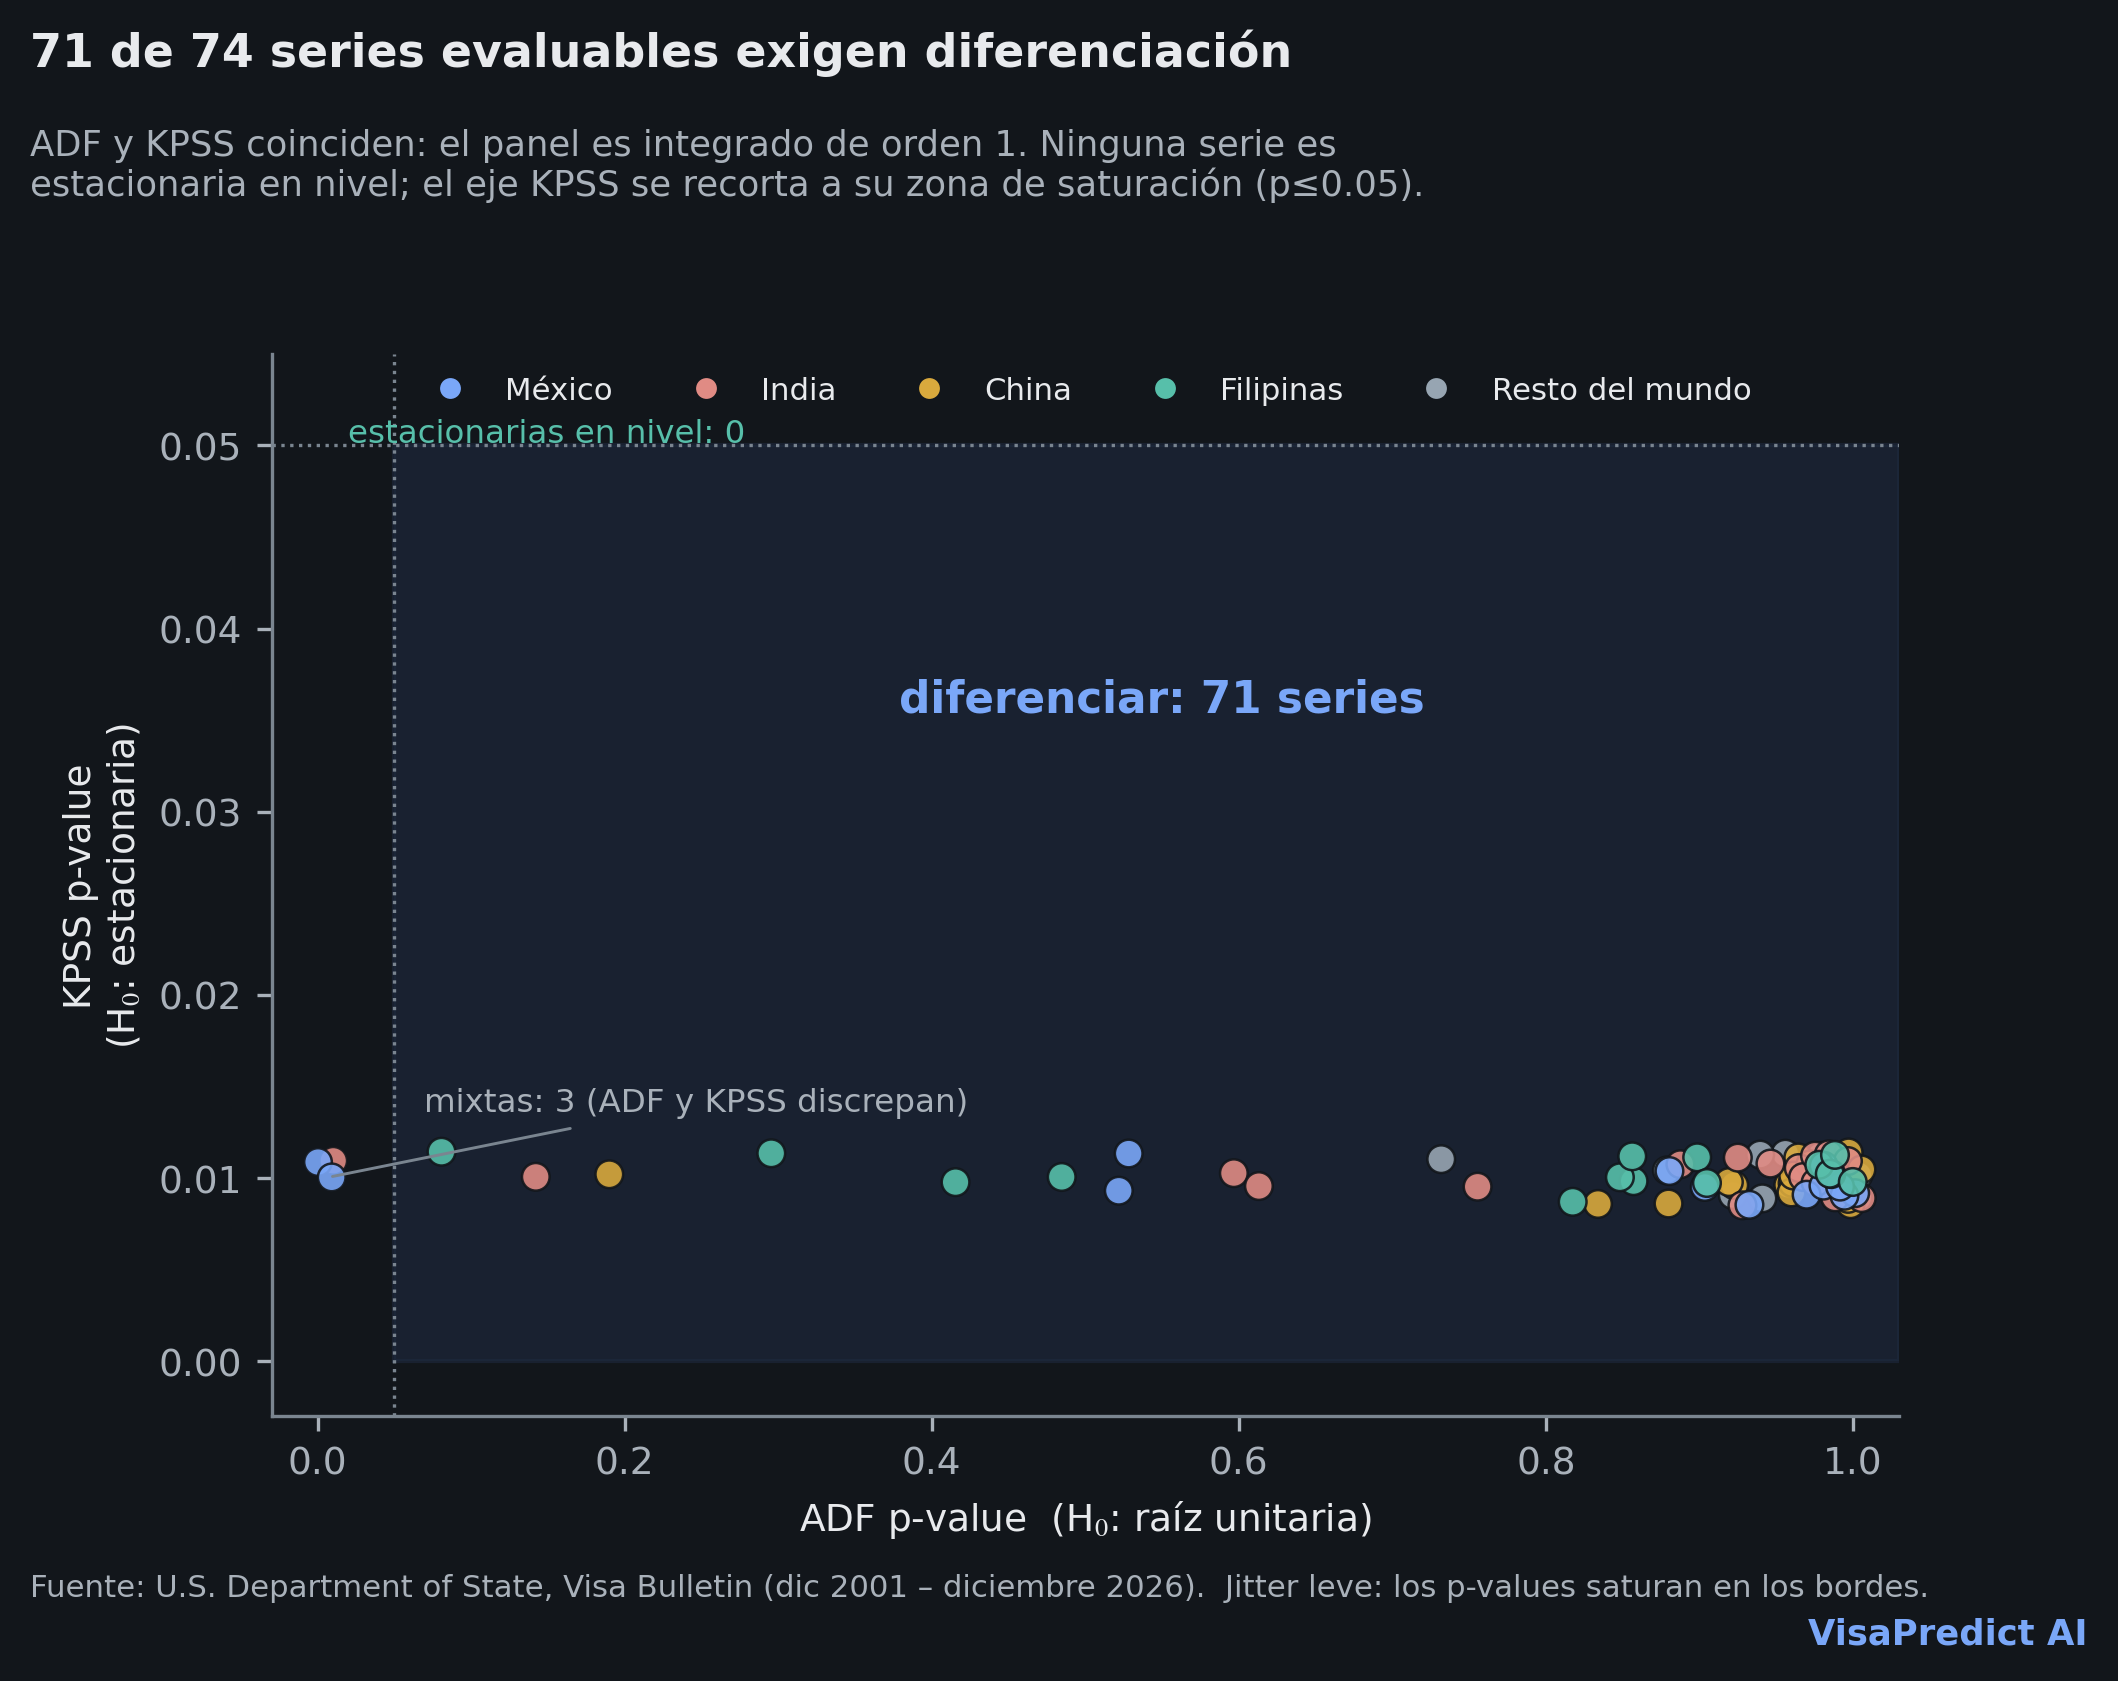 71 de 74 series evaluables exigen diferenciación
ADF y KPSS coinciden: el panel es integrado de orden 1. Ninguna serie es
estacionaria en nivel; el eje KPSS se recorta a su zona de saturación (p≤0.05).
México
India
China
Filipinas
Resto del mundo
estacionarias en nivel: 0
0.05
0.04
0.03
0.02
0.01
0.00
KPSS p-value
(H₀: estacionaria)
diferenciar: 71 series
mixtas: 3 (ADF y KPSS discrepan)
0.0
0.2
0.4
0.6
0.8
1.0
ADF p-value  (H₀: raíz unitaria)
Fuente: U.S. Department of State, Visa Bulletin (dic 2001 – diciembre 2026).  Jitter leve: los p-values saturan en los bordes.
VisaPredict AI